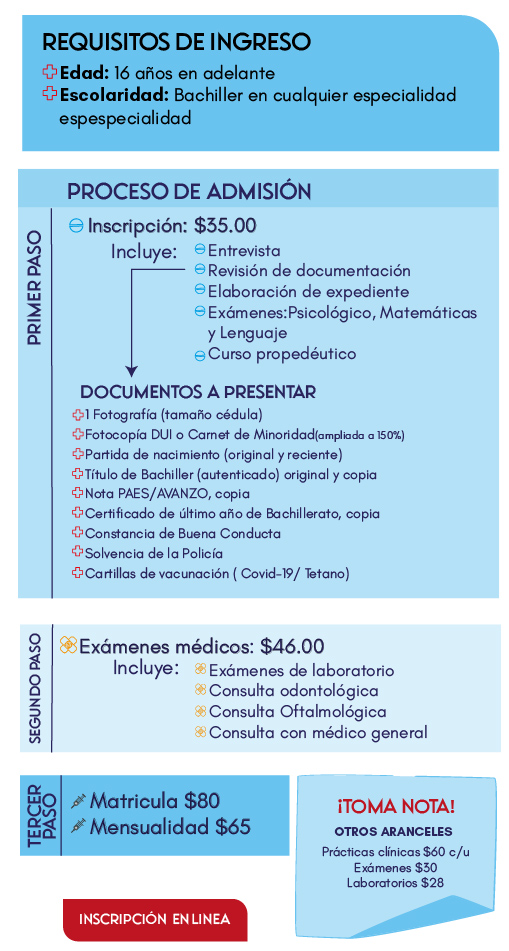 REQUISITOS DE INGRESO
Edad: 16 años en adelante
Escolaridad: Bachiller en cualquier especialidad
espespecialidad
PROCESO DE ADMISIÓN
PRIMER PASO
Inscripción: $35.00
Incluye:
Entrevista
Revisión de documentación
Elaboración de expediente
Exámenes:Psicológico, Matemáticas
y Lenguaje
Curso propedéutico
DOCUMENTOS A PRESENTAR
1 Fotografía (tamaño cédula)
Fotocopía DUI o Carnet de Minoridad(ampliada a 150%)
Partida de nacimiento (original y reciente)
Título de Bachiller (autenticado) original y copia
Nota PAES/AVANZO, copia
Certificado de último año de Bachillerato, copia
Constancia de Buena Conducta
Solvencia de la Policía
Cartillas de vacunación ( Covid-19/ Tetano)
SEGUNDO PASO
Exámenes médicos: $46.00
Incluye:
Exámenes de laboratorio
Consulta odontológica
Consulta Oftalmológica
Consulta con médico general
TERCER
PASO
Matricula $80
Mensualidad $65
¡TOMA NOTA!
OTROS ARANCELES
Prácticas clínicas $60 c/u
Exámenes $30
Laboratorios $28
INSCRIPCIÓN EN LINEA